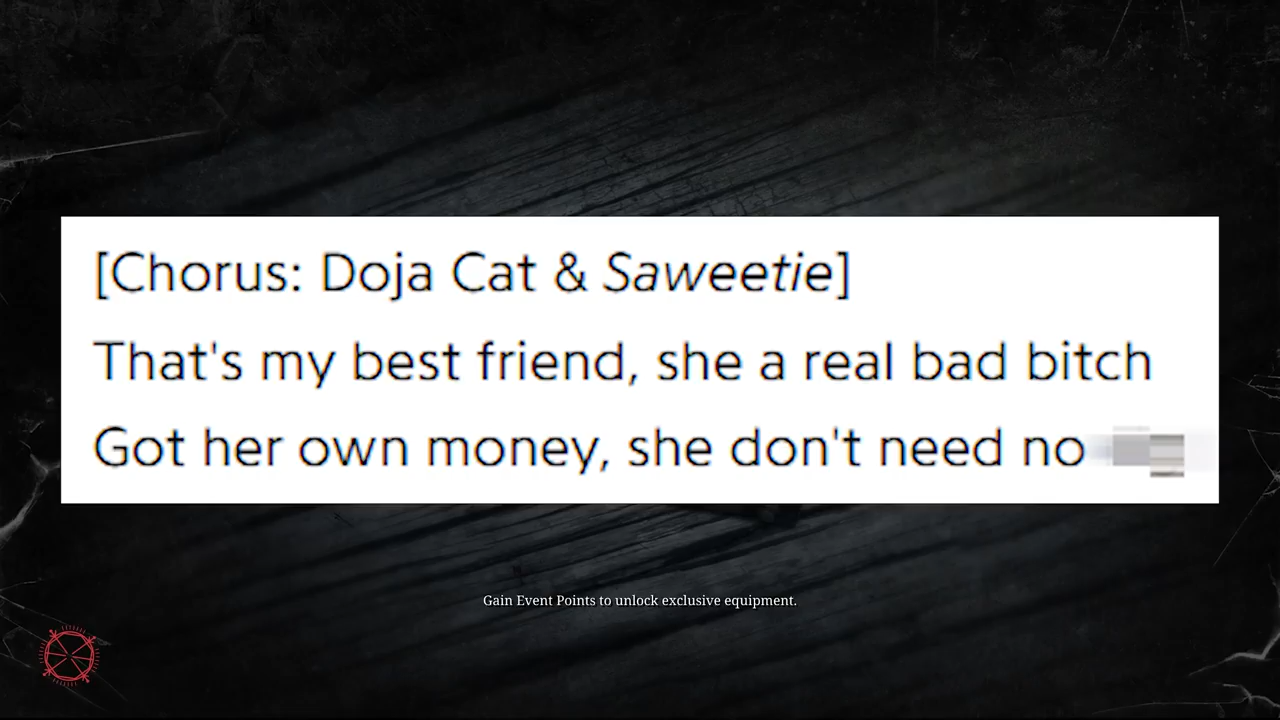 [Chorus: Doja Cat & Saweetie]
That's my best friend, she a real bad bitch
Got her own money, she don't need no
Gain Event Points to unlock exclusive equipment.